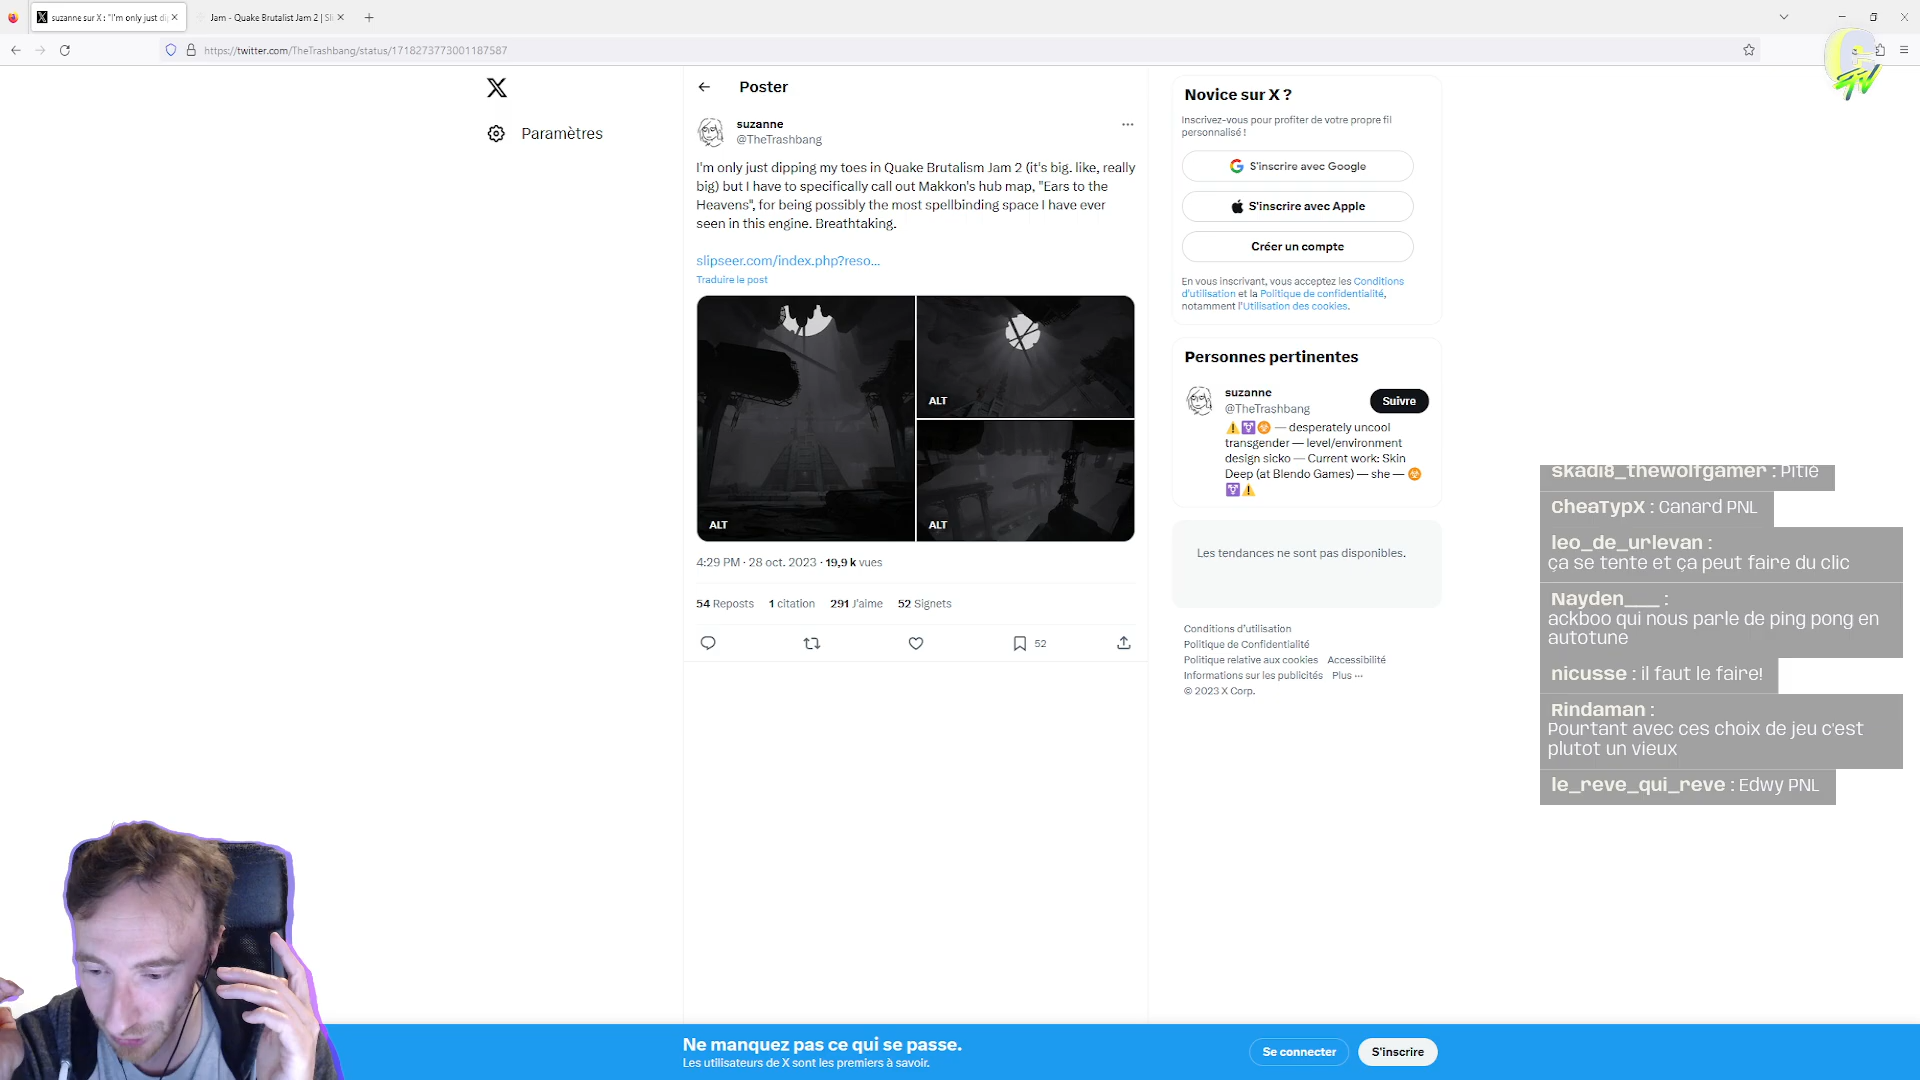 suzanne sur X : "I'm only just di
Jam - Quake Brutalist Jam 2 | Sli
https://twitter.com/TheTrashbang/status/1718273773001187587
Paramètres
Poster
suzanne
@TheTrashbang
I'm only just dipping my toes in Quake Brutalism Jam 2 (it's big. like, really
big) but I have to specifically call out Makkon's hub map, "Ears to the
Heavens", for being possibly the most spellbinding space I have ever
seen in this engine. Breathtaking.
slipseer.com/index.php?reso...
Traduire le post
ALT
ALT
ALT
4:29 PM · 28 oct. 2023 · 19,9 k vues
54 Reposts 1 citation 291 J'aime 52 Signets
52
Novice sur X ?
Inscrivez-vous pour profiter de votre propre fil
personnalisé !
S'inscrire avec Google
S'inscrire avec Apple
Créer un compte
En vous inscrivant, vous acceptez les Conditions
d'utilisation et la Politique de confidentialité,
notamment l'Utilisation des cookies.
Personnes pertinentes
suzanne
@TheTrashbang
Suivre
— desperately uncool
transgender — level/environment
design sicko — Current work: Skin
Deep (at Blendo Games) — she —
Les tendances ne sont pas disponibles.
Conditions d'utilisation
Politique de Confidentialité
Politique relative aux cookies Accessibilité
Informations sur les publicités Plus ···
© 2023 X Corp.
skadi8_thewolfgamer : Pitié
CheaTypX : Canard PNL
leo_de_urlevan :
ça se tente et ça peut faire du clic
Nayden___ :
ackboo qui nous parle de ping pong en
autotune
nicusse : il faut le faire!
Rindaman :
Pourtant avec ces choix de jeu c'est
plutot un vieux
le_reve_qui_reve : Edwy PNL
Ne manquez pas ce qui se passe.
Les utilisateurs de X sont les premiers à savoir.
Se connecter
S'inscrire